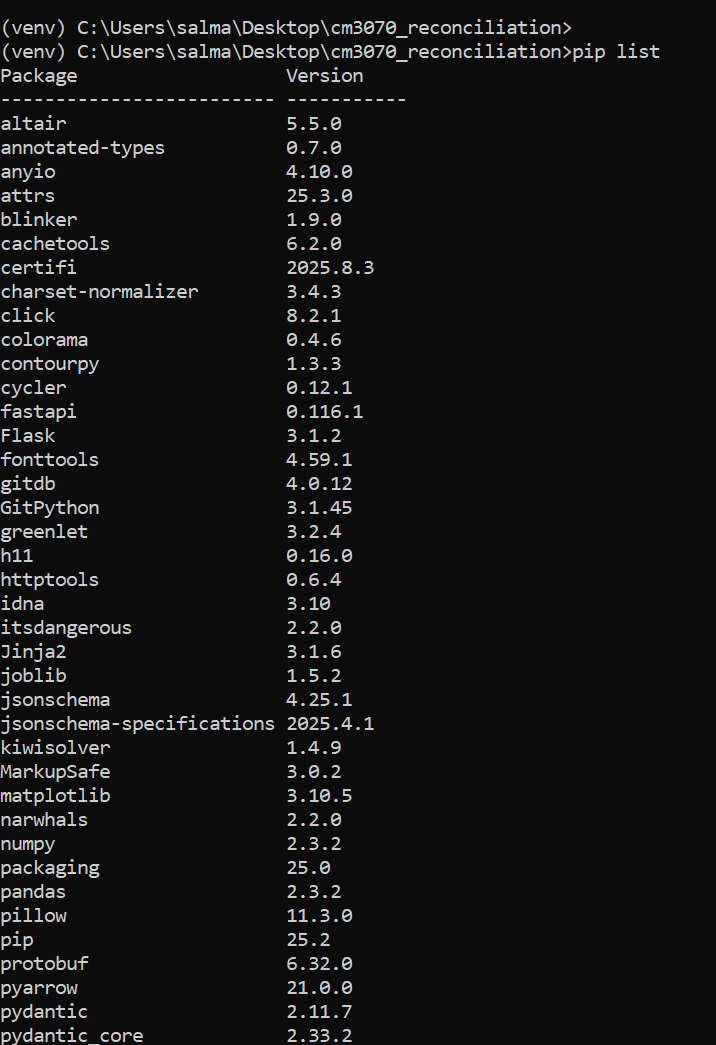 (venv) C:\Users\salma\Desktop\cm3070_reconciliation>
(venv) C:\Users\salma\Desktop\cm3070_reconciliation>pip list
Package                   Version
------------------------- -----------
altair                    5.5.0
annotated-types           0.7.0
anyio                     4.10.0
attrs                     25.3.0
blinker                   1.9.0
cachetools                6.2.0
certifi                   2025.8.3
charset-normalizer        3.4.3
click                     8.2.1
colorama                  0.4.6
contourpy                 1.3.3
cycler                    0.12.1
fastapi                   0.116.1
Flask                     3.1.2
fonttools                 4.59.1
gitdb                     4.0.12
GitPython                 3.1.45
greenlet                  3.2.4
h11                       0.16.0
httptools                 0.6.4
idna                      3.10
itsdangerous              2.2.0
Jinja2                    3.1.6
joblib                    1.5.2
jsonschema                4.25.1
jsonschema-specifications 2025.4.1
kiwisolver                1.4.9
MarkupSafe                3.0.2
matplotlib                3.10.5
narwhals                  2.2.0
numpy                     2.3.2
packaging                 25.0
pandas                    2.3.2
pillow                    11.3.0
pip                       25.2
protobuf                  6.32.0
pyarrow                   21.0.0
pydantic                  2.11.7
pydantic_core             2.33.2